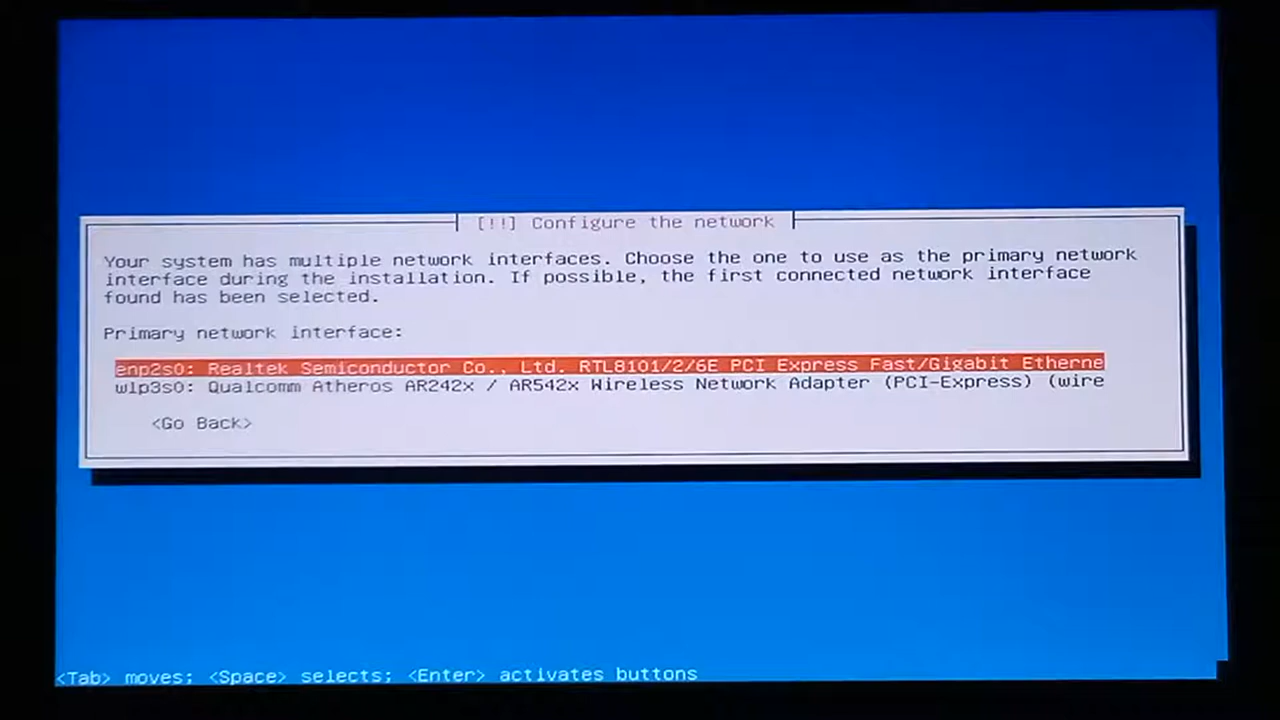 [!!] Configure the network
Your system has multiple network interfaces. Choose the one to use as the primary network
interface during the installation. If possible, the first connected network interface
found has been selected.
Primary network interface:
enp2s0: Realtek Semiconductor Co., Ltd. RTL8101/2/6E PCI Express Fast/Gigabit Etherne
wlp3s0: Qualcomm Atheros AR242x / AR542x Wireless Network Adapter (PCI-Express) (wire
<Go Back>
<Tab> moves; <Space> selects; <Enter> activates buttons